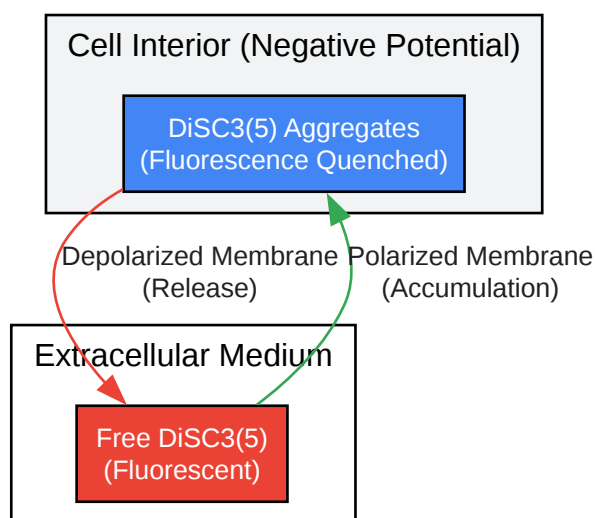 Cell Interior (Negative Potential)
DiSC3(5) Aggregates
(Fluorescence Quenched)
Depolarized Membrane
(Release)
Polarized Membrane
(Accumulation)
Extracellular Medium
Free DiSC3(5)
(Fluorescent)